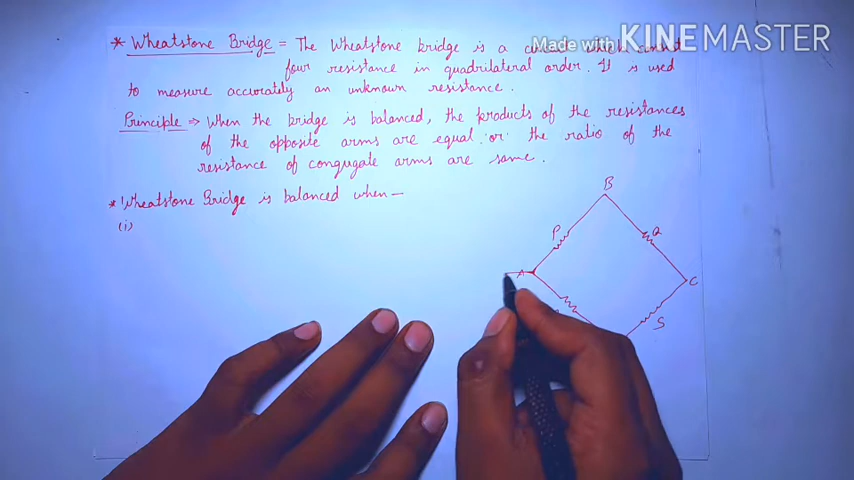 Made with KINEMASTER
* Wheatstone Bridge = The Wheatstone bridge is a
four resistance in quadrilateral order. It is used
to measure accurately an unknown resistance.
Principle ⇒ When the bridge is balanced, the products of the resistances
of the opposite arms are equal or the ratio of the
resistance of congugate arms are same.
* Wheatstone Bridge is balanced when—
(i)
B
P Q
A C
S